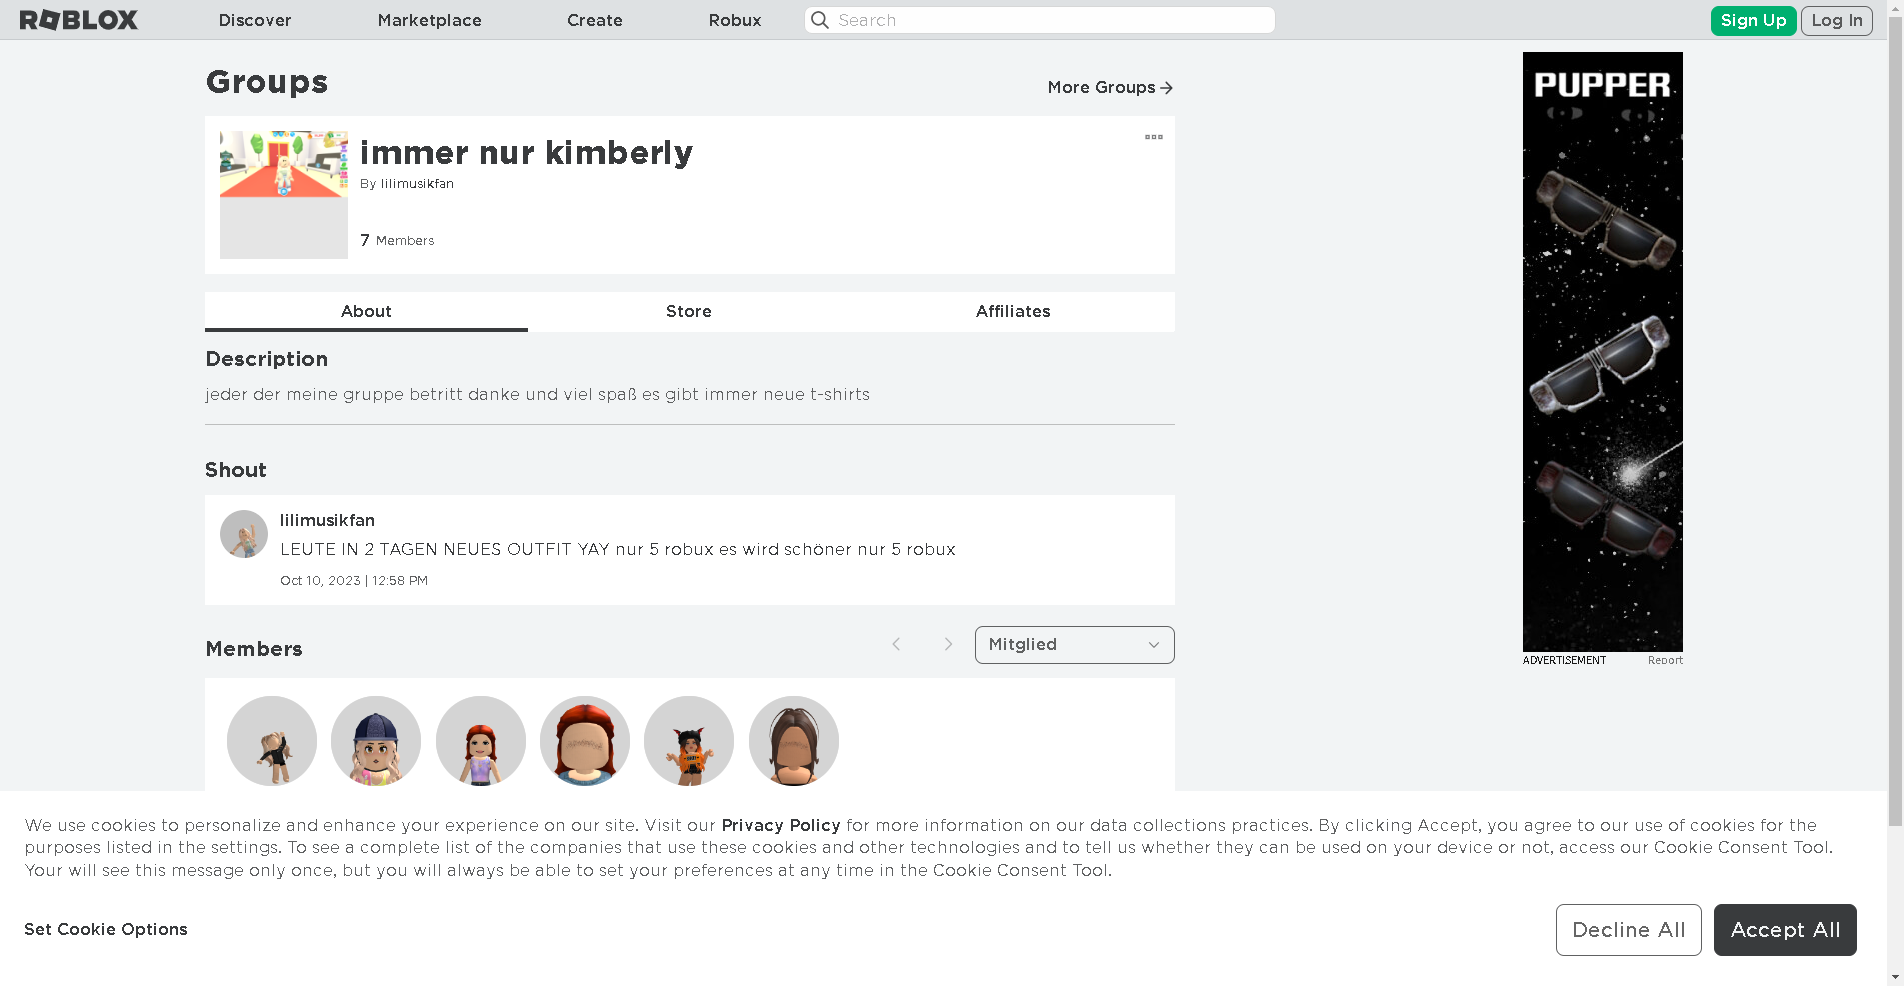 ROBLOX
Discover
Marketplace
Create
Robux
Search
Sign Up
Log In
Groups
More Groups
immer nur kimberly
By lilimusikfan
7 Members
About
Store
Affiliates
Description
jeder der meine gruppe betritt danke und viel spaß es gibt immer neue t-shirts
Shout
lilimusikfan
LEUTE IN 2 TAGEN NEUES OUTFIT YAY nur 5 robux es wird schöner nur 5 robux
Oct 10, 2023 | 12:58 PM
Members
Mitglied
PUPPER
ADVERTISEMENT
Report
We use cookies to personalize and enhance your experience on our site. Visit our Privacy Policy for more information on our data collections practices. By clicking Accept, you agree to our use of cookies for the
purposes listed in the settings. To see a complete list of the companies that use these cookies and other technologies and to tell us whether they can be used on your device or not, access our Cookie Consent Tool.
Your will see this message only once, but you will always be able to set your preferences at any time in the Cookie Consent Tool.
Set Cookie Options
Decline All
Accept All